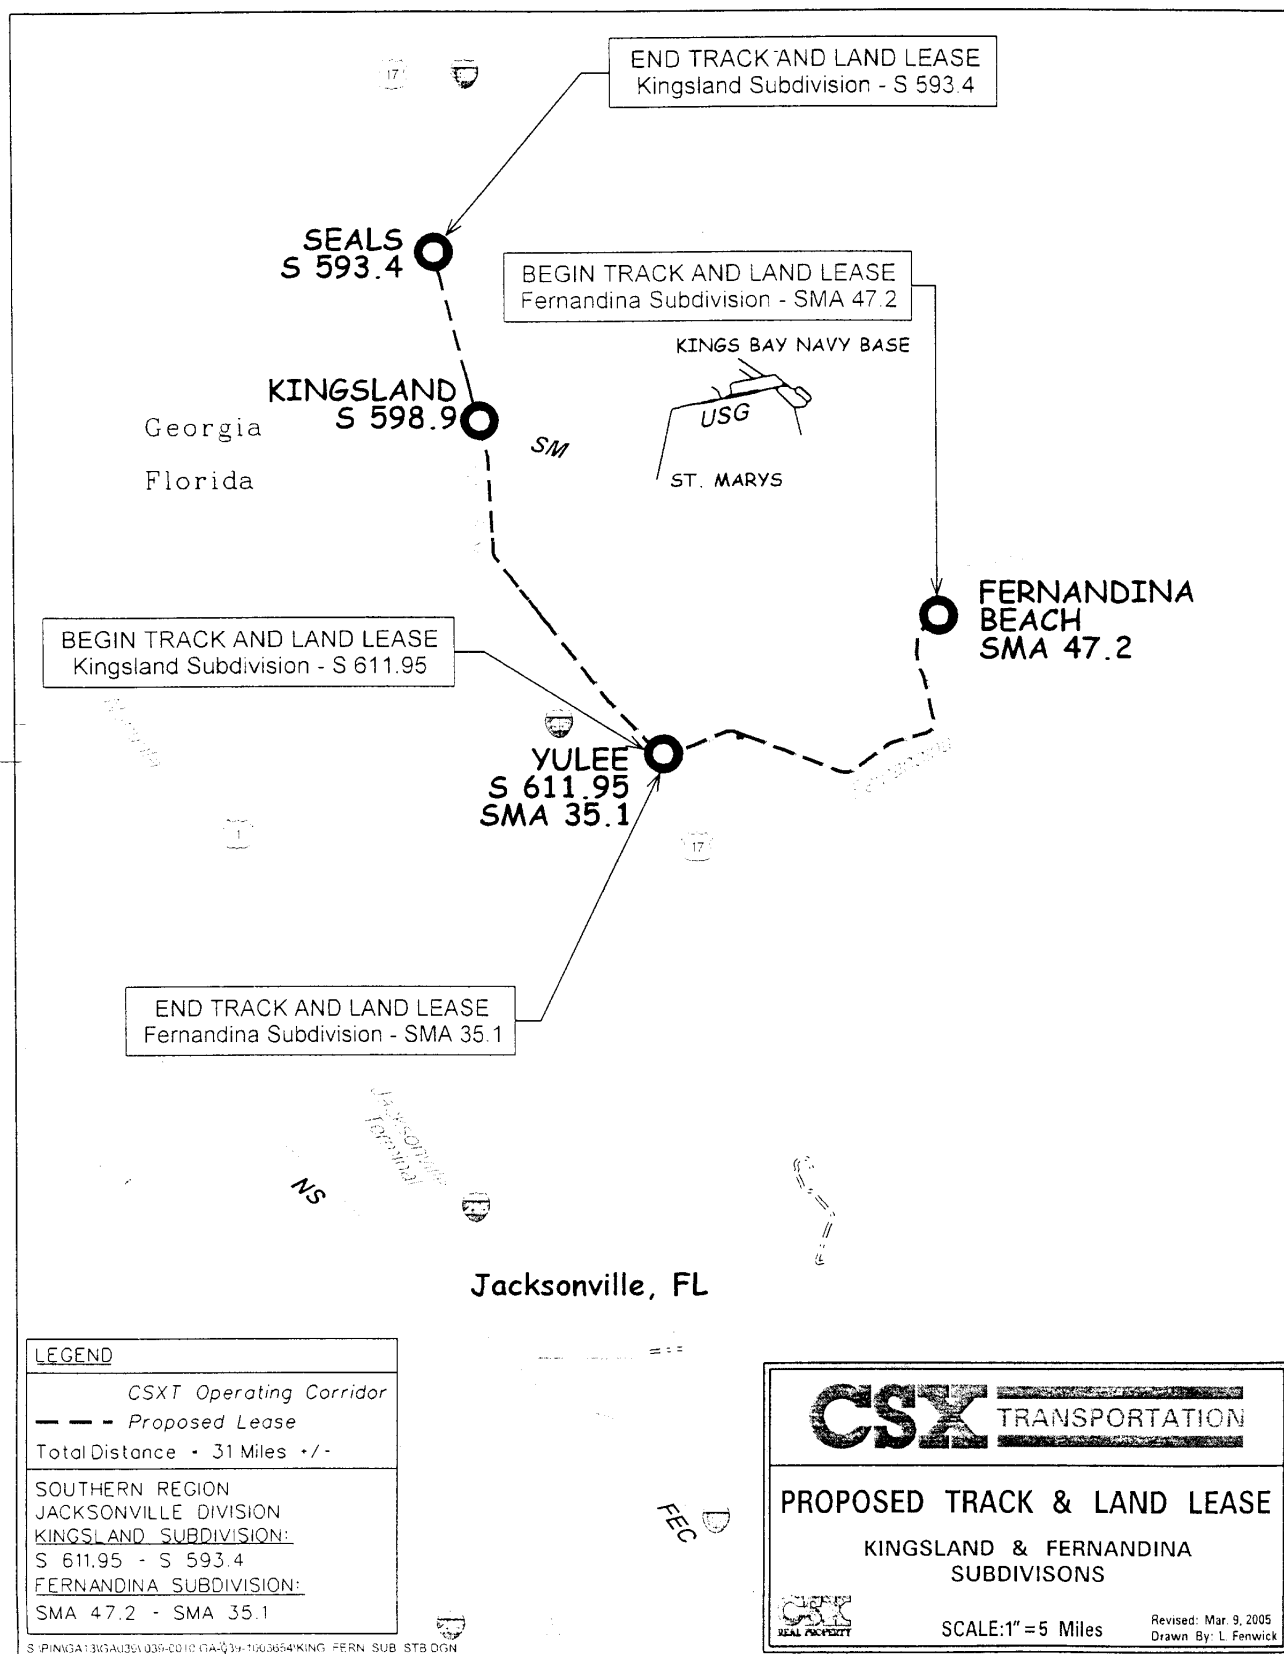 END TRACK AND LAND LEASE
Kingsland Subdivision - S 593.4
17
SEALS
S 593.4
BEGIN TRACK AND LAND LEASE
Fernandina Subdivision - SMA 47.2
KINGS BAY NAVY BASE
USG
ST. MARYS
KINGSLAND
S 598.9
SM
Georgia
Florida
FERNANDINA
BEACH
SMA 47.2
BEGIN TRACK AND LAND LEASE
Kingsland Subdivision - S 611.95
YULEE
S 611.95
SMA 35.1
1
17
END TRACK AND LAND LEASE
Fernandina Subdivision - SMA 35.1
Jacksonville
Terminal
NS
Jacksonville, FL
FEC
LEGEND
CSXT Operating Corridor
Proposed Lease
Total Distance - 31 Miles +/-
SOUTHERN REGION
JACKSONVILLE DIVISION
KINGSLAND SUBDIVISION:
S 611.95 - S 593.4
FERNANDINA SUBDIVISION:
SMA 47.2 - SMA 35.1
CSX TRANSPORTATION
PROPOSED TRACK & LAND LEASE
KINGSLAND & FERNANDINA
SUBDIVISONS
CSX
REAL PROPERTY
SCALE:1"=5 Miles
Revised: Mar. 9, 2005
Drawn By: L. Fenwick